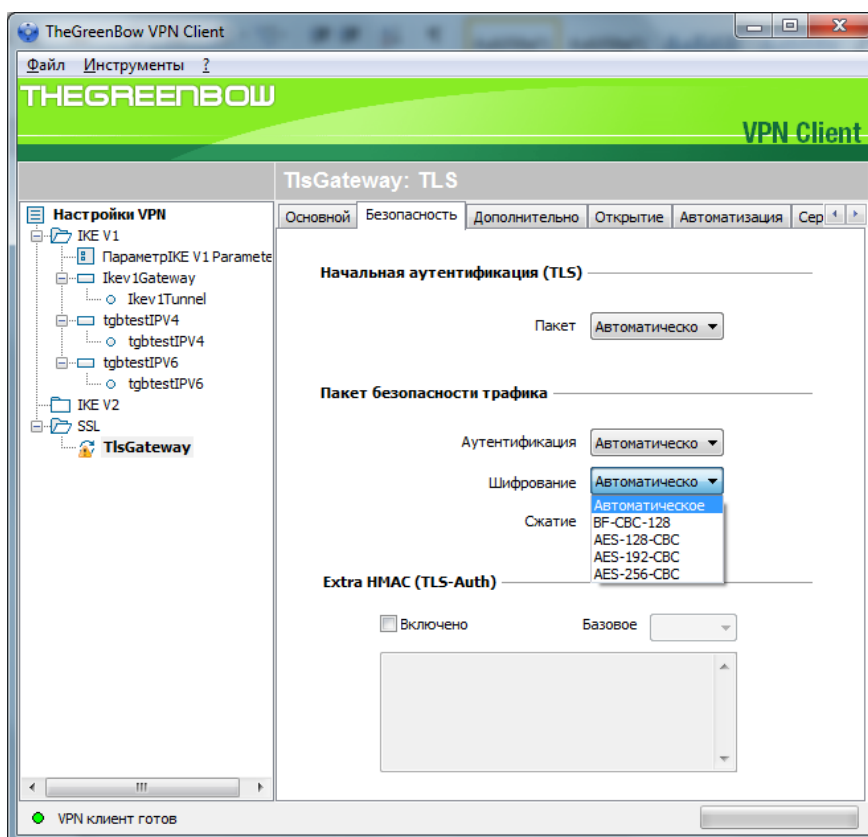 TheGreenBow VPN Client
Файл Инструменты ?
THEGREENBOW
VPN Client
TlsGateway: TLS
Настройки VPN
IKE V1
ПараметрIKE V1 Paramete
Ikev1Gateway
Ikev1Tunnel
tgbtestIPV4
tgbtestIPV4
tgbtestIPV6
tgbtestIPV6
IKE V2
SSL
TlsGateway
Основной Безопасность Дополнительно Открытие Автоматизация Сер
Начальная аутентификация (TLS)
Пакет Автоматическо
Пакет безопасности трафика
Аутентификация Автоматическо
Шифрование Автоматическо
Автоматическое
BF-CBC-128
AES-128-CBC
AES-192-CBC
AES-256-CBC
Сжатие
Extra HMAC (TLS-Auth)
Включено Базовое
VPN клиент готов